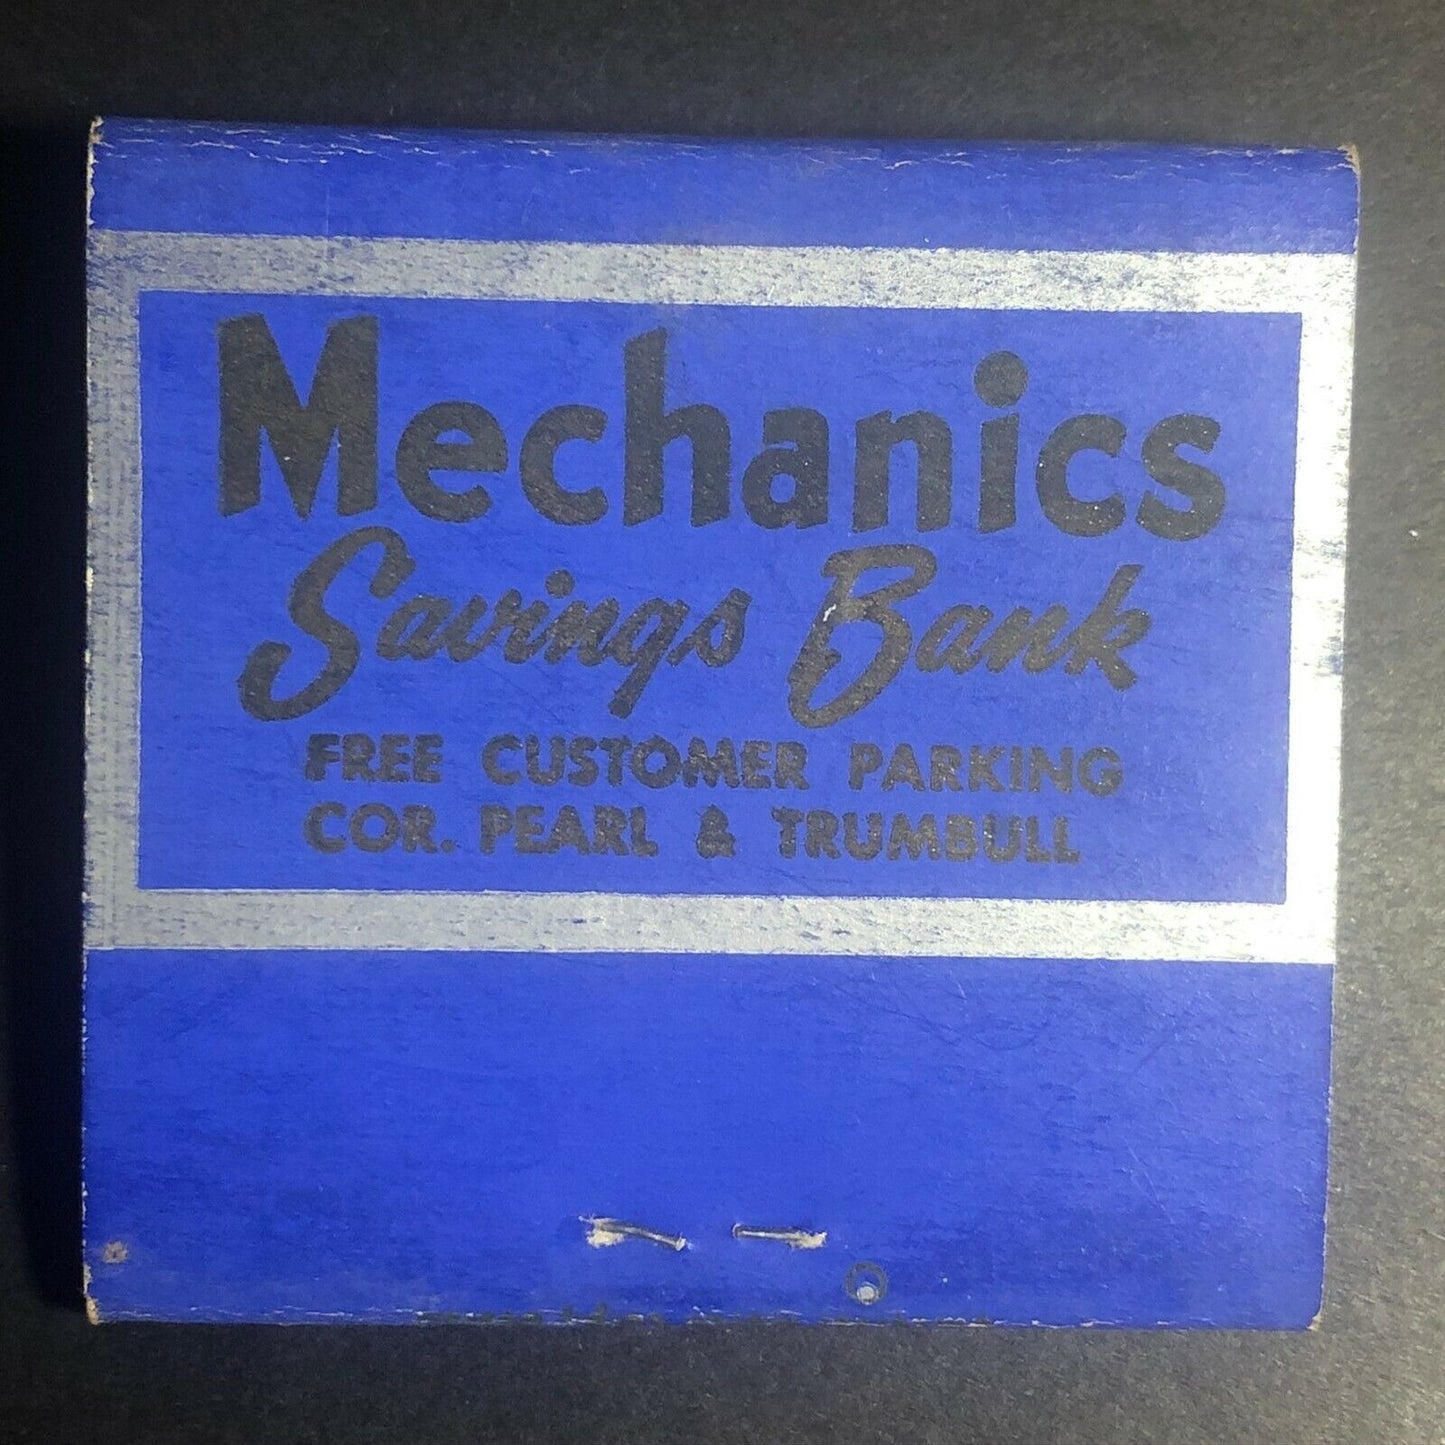 Mechanics
Savings Bank
FREE CUSTOMER PARKING
COR. PEARL & TRUMBULL